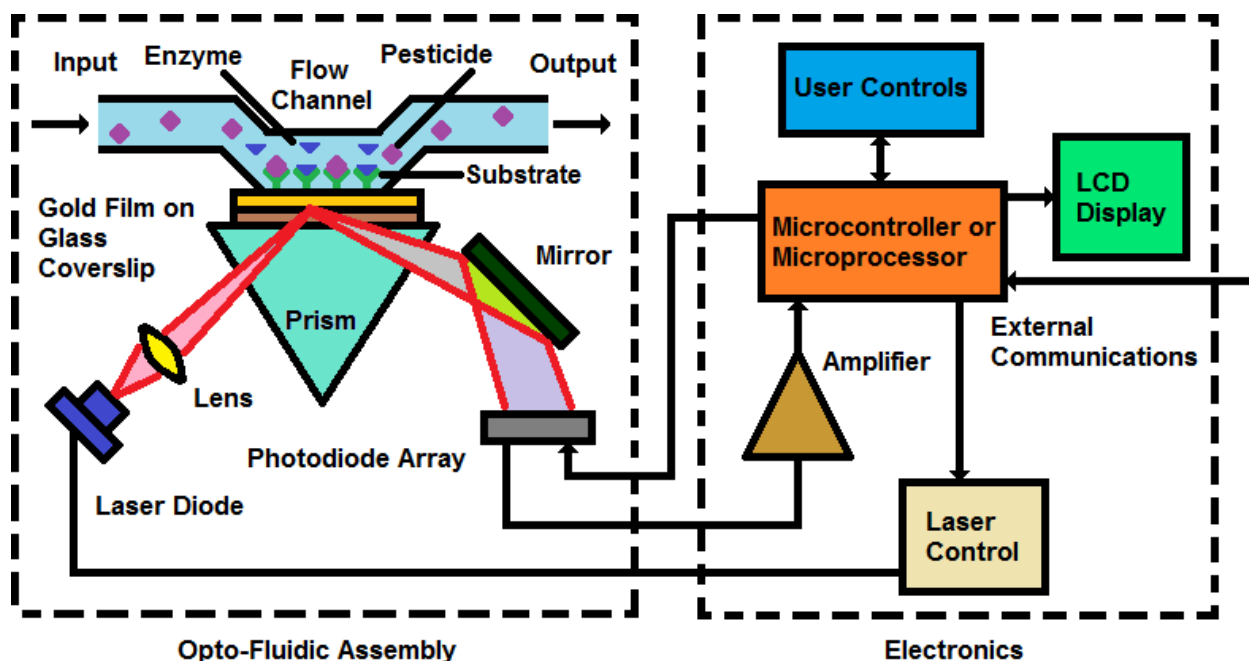 Input
Enzyme
Flow
Channel
Pesticide
Output
Substrate
Gold Film on
Glass
Coverslip
Mirror
Prism
Lens
Photodiode Array
Laser Diode
Opto-Fluidic Assembly
User Controls
LCD
Display
Microcontroller or
Microprocessor
External
Communications
Amplifier
Laser
Control
Electronics